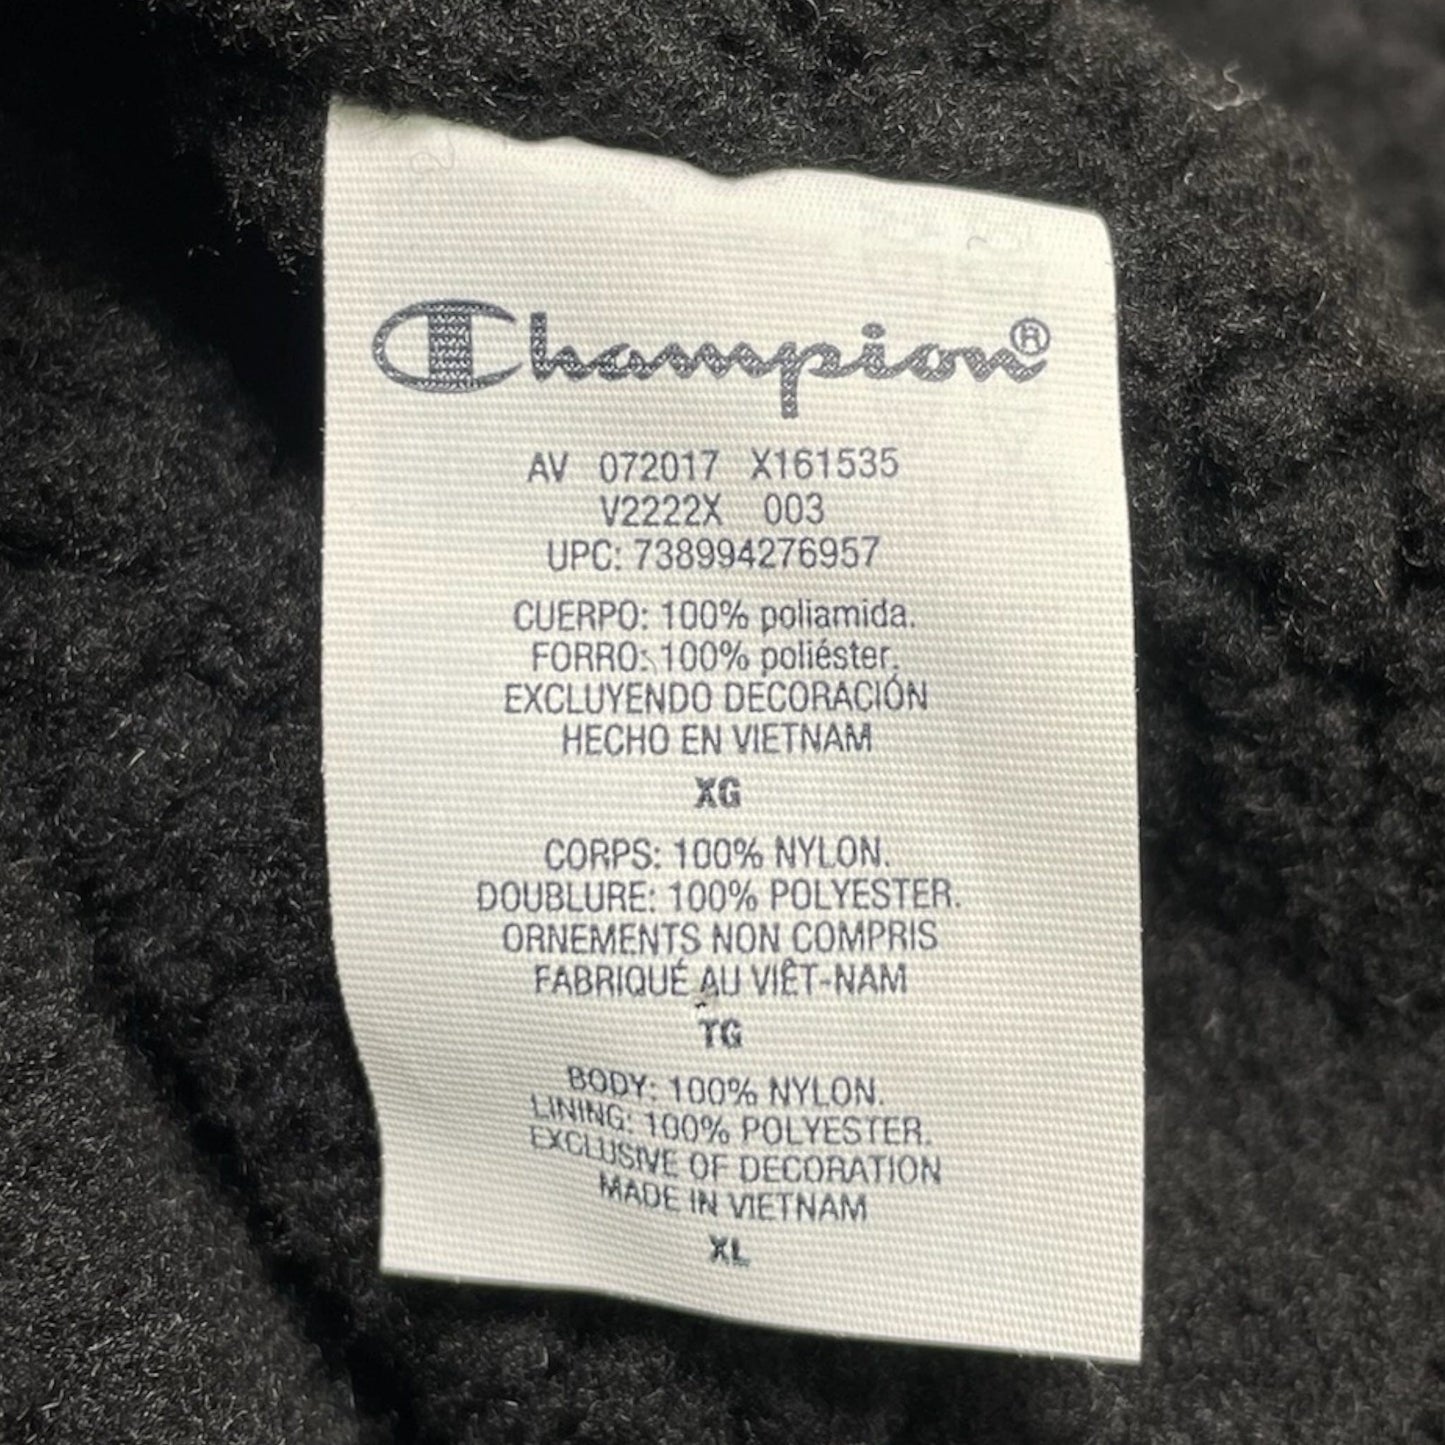 Champion®
AV 072017 X161535
V2222X 003
UPC: 738994276957
CUERPO: 100% poliamida.
FORRO: 100% poliéster.
EXCLUYENDO DECORACIÓN
HECHO EN VIETNAM
XG
CORPS: 100% NYLON.
DOUBLURE: 100% POLYESTER.
ORNEMENTS NON COMPRIS
FABRIQUÉ AU VIÊT-NAM
TG
BODY: 100% NYLON.
LINING: 100% POLYESTER.
EXCLUSIVE OF DECORATION
MADE IN VIETNAM
XL